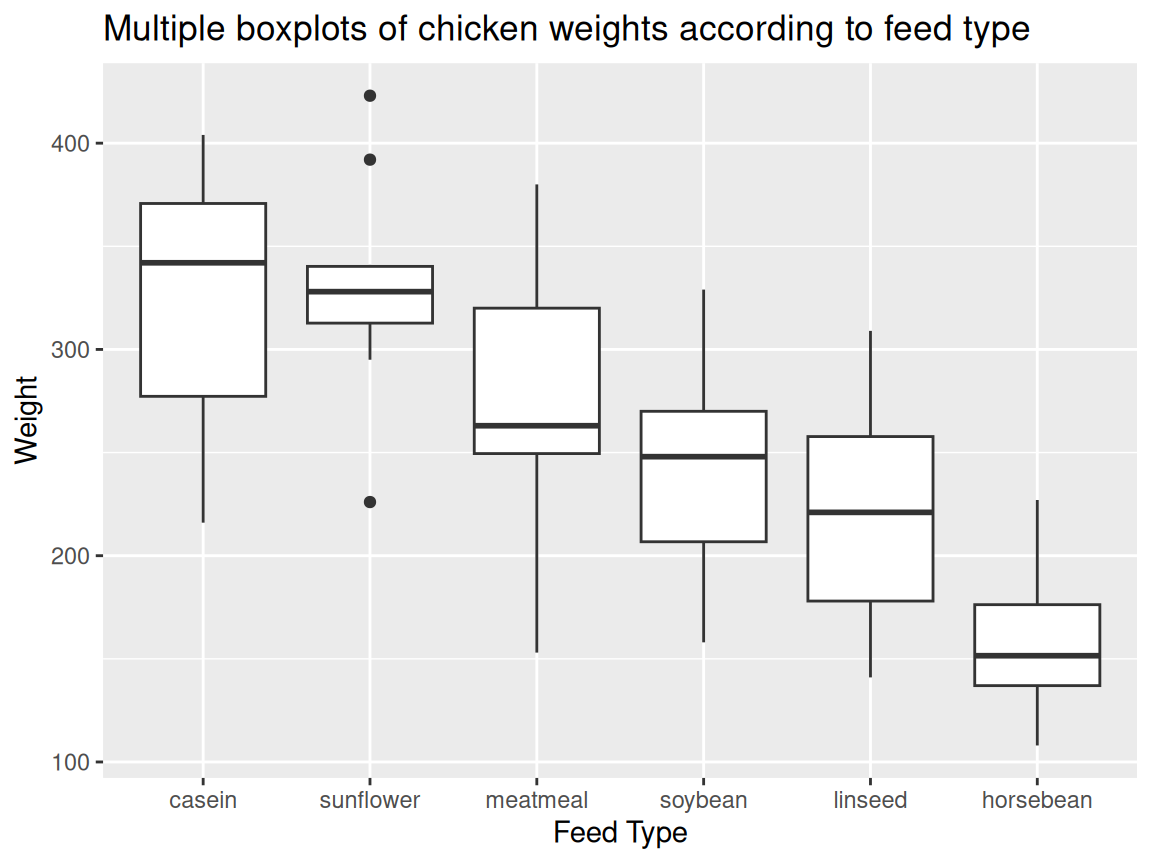 Multiple boxplots of chicken weights according to feed type
Weight
400
300
200
100
casein sunflower meatmeal soybean linseed horsebean
Feed Type